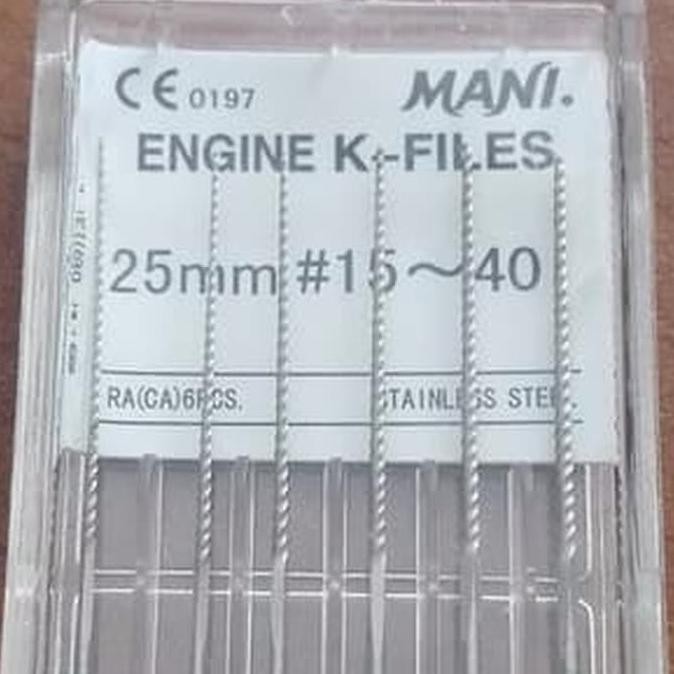 CE 0197 MANI.
ENGINE K-FILES
25mm #15～40
RA(CA)6PCS. STAINLESS STEEL.